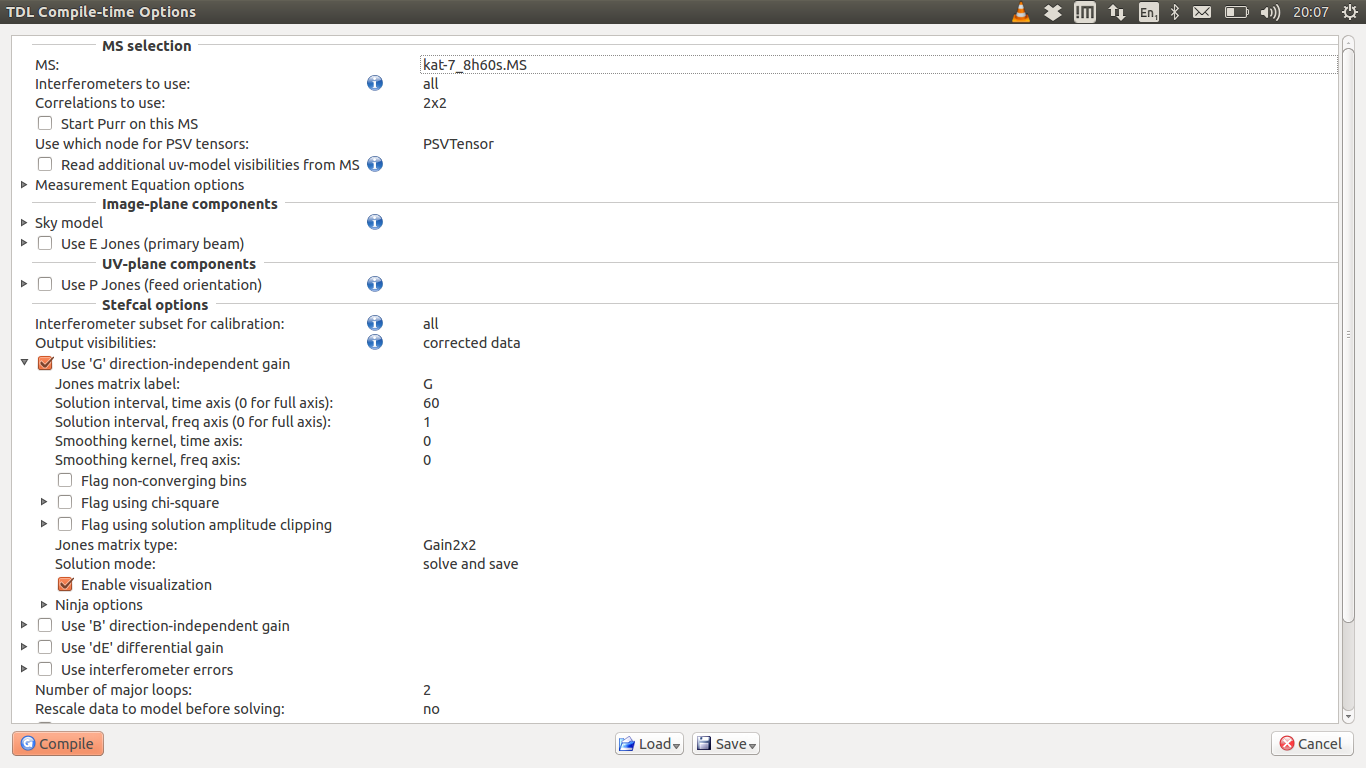 TDL Compile-time Options
!M
En1
20:07
MS selection
MS: kat-7_8h60s.MS
Interferometers to use: all
Correlations to use: 2x2
Start Purr on this MS
Use which node for PSV tensors: PSVTensor
Read additional uv-model visibilities from MS
Measurement Equation options
Image-plane components
Sky model
Use E Jones (primary beam)
UV-plane components
Use P Jones (feed orientation)
Stefcal options
Interferometer subset for calibration: all
Output visibilities: corrected data
Use 'G' direction-independent gain
Jones matrix label: G
Solution interval, time axis (0 for full axis): 60
Solution interval, freq axis (0 for full axis): 1
Smoothing kernel, time axis: 0
Smoothing kernel, freq axis: 0
Flag non-converging bins
Flag using chi-square
Flag using solution amplitude clipping
Jones matrix type: Gain2x2
Solution mode: solve and save
Enable visualization
Ninja options
Use 'B' direction-independent gain
Use 'dE' differential gain
Use interferometer errors
Number of major loops: 2
Rescale data to model before solving: no
Compile
Load
Save
Cancel